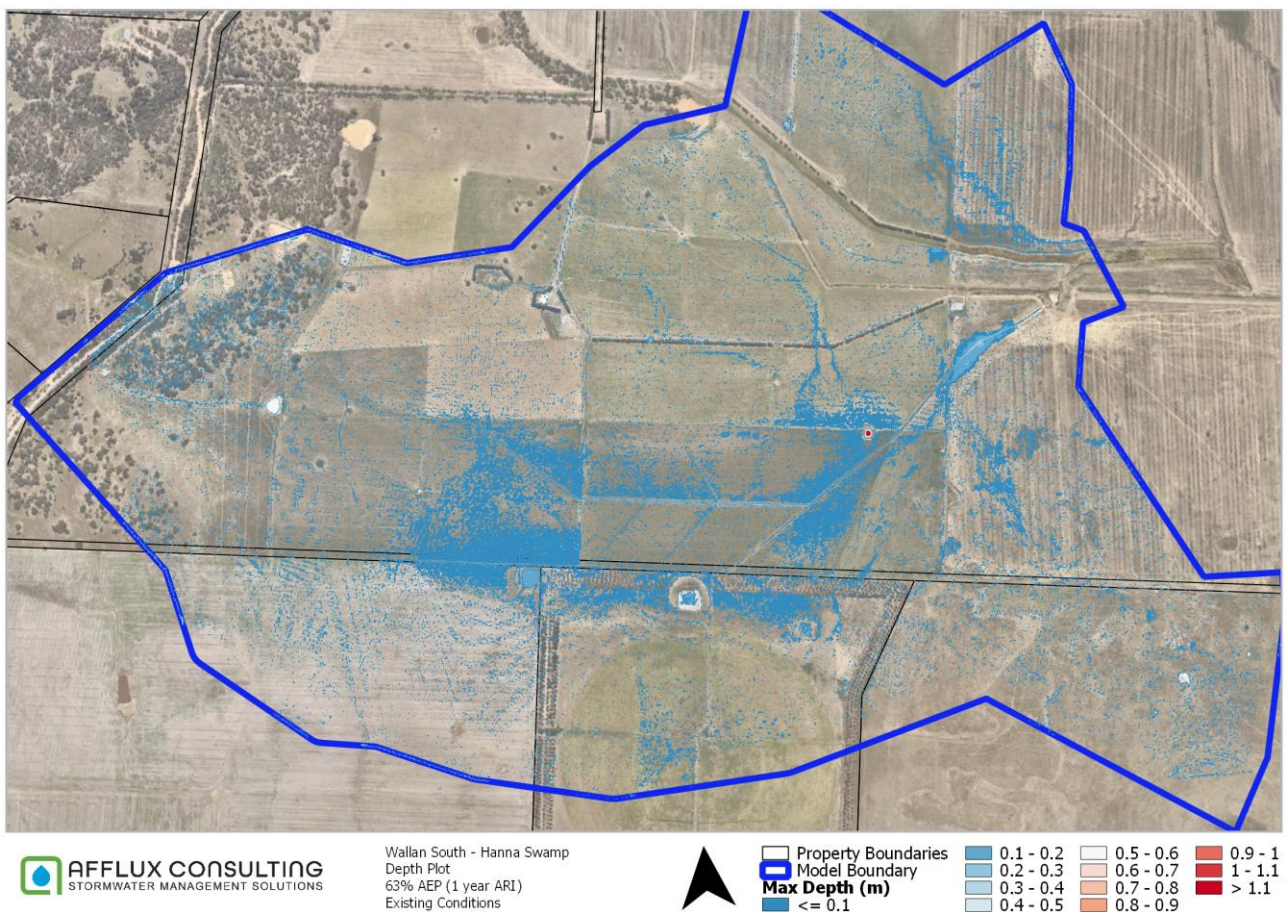 AFFLUX CONSULTING
STORMWATER MANAGEMENT SOLUTIONS
Wallan South - Hanna Swamp
Depth Plot
63% AEP (1 year ARI)
Existing Conditions
Property Boundaries
Model Boundary
Max Depth (m)
<= 0.1
0.1 - 0.2
0.2 - 0.3
0.3 - 0.4
0.4 - 0.5
0.5 - 0.6
0.6 - 0.7
0.7 - 0.8
0.8 - 0.9
0.9 - 1
1 - 1.1
> 1.1